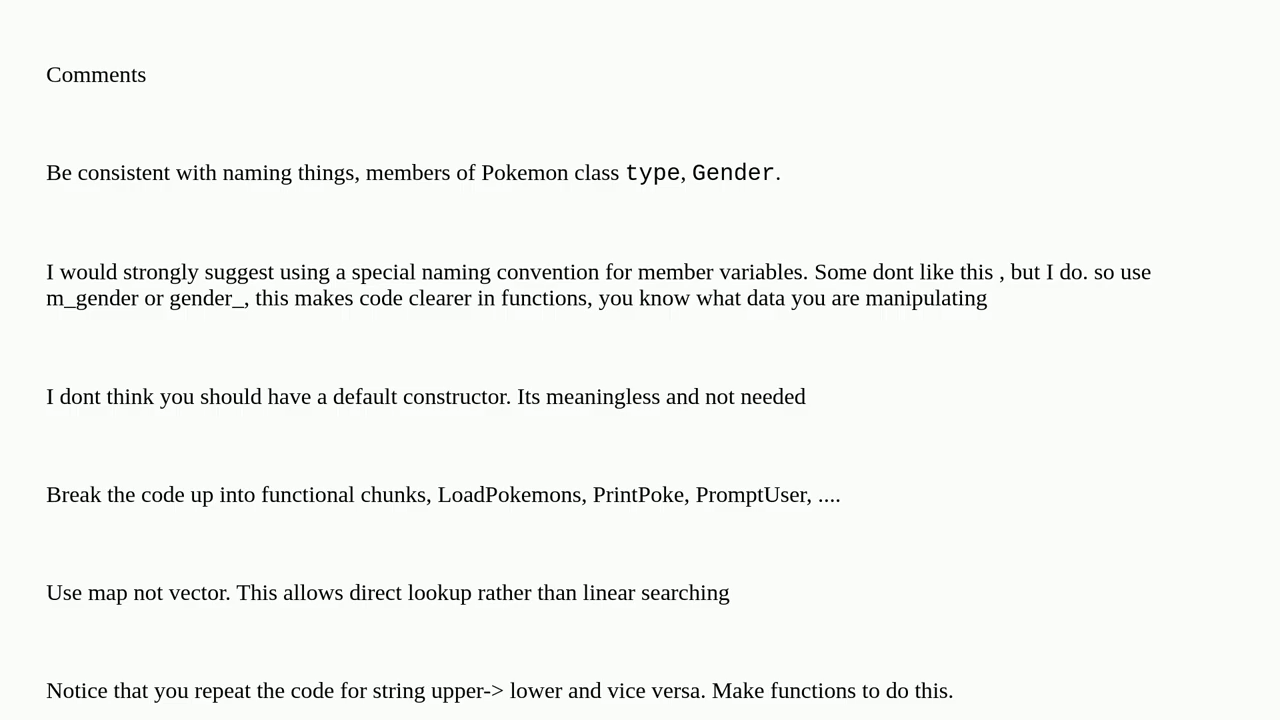 Comments
Be consistent with naming things, members of Pokemon class type, Gender.
I would strongly suggest using a special naming convention for member variables. Some dont like this , but I do. so use
m_gender or gender_, this makes code clearer in functions, you know what data you are manipulating
I dont think you should have a default constructor. Its meaningless and not needed
Break the code up into functional chunks, LoadPokemons, PrintPoke, PromptUser, ....
Use map not vector. This allows direct lookup rather than linear searching
Notice that you repeat the code for string upper-> lower and vice versa. Make functions to do this.